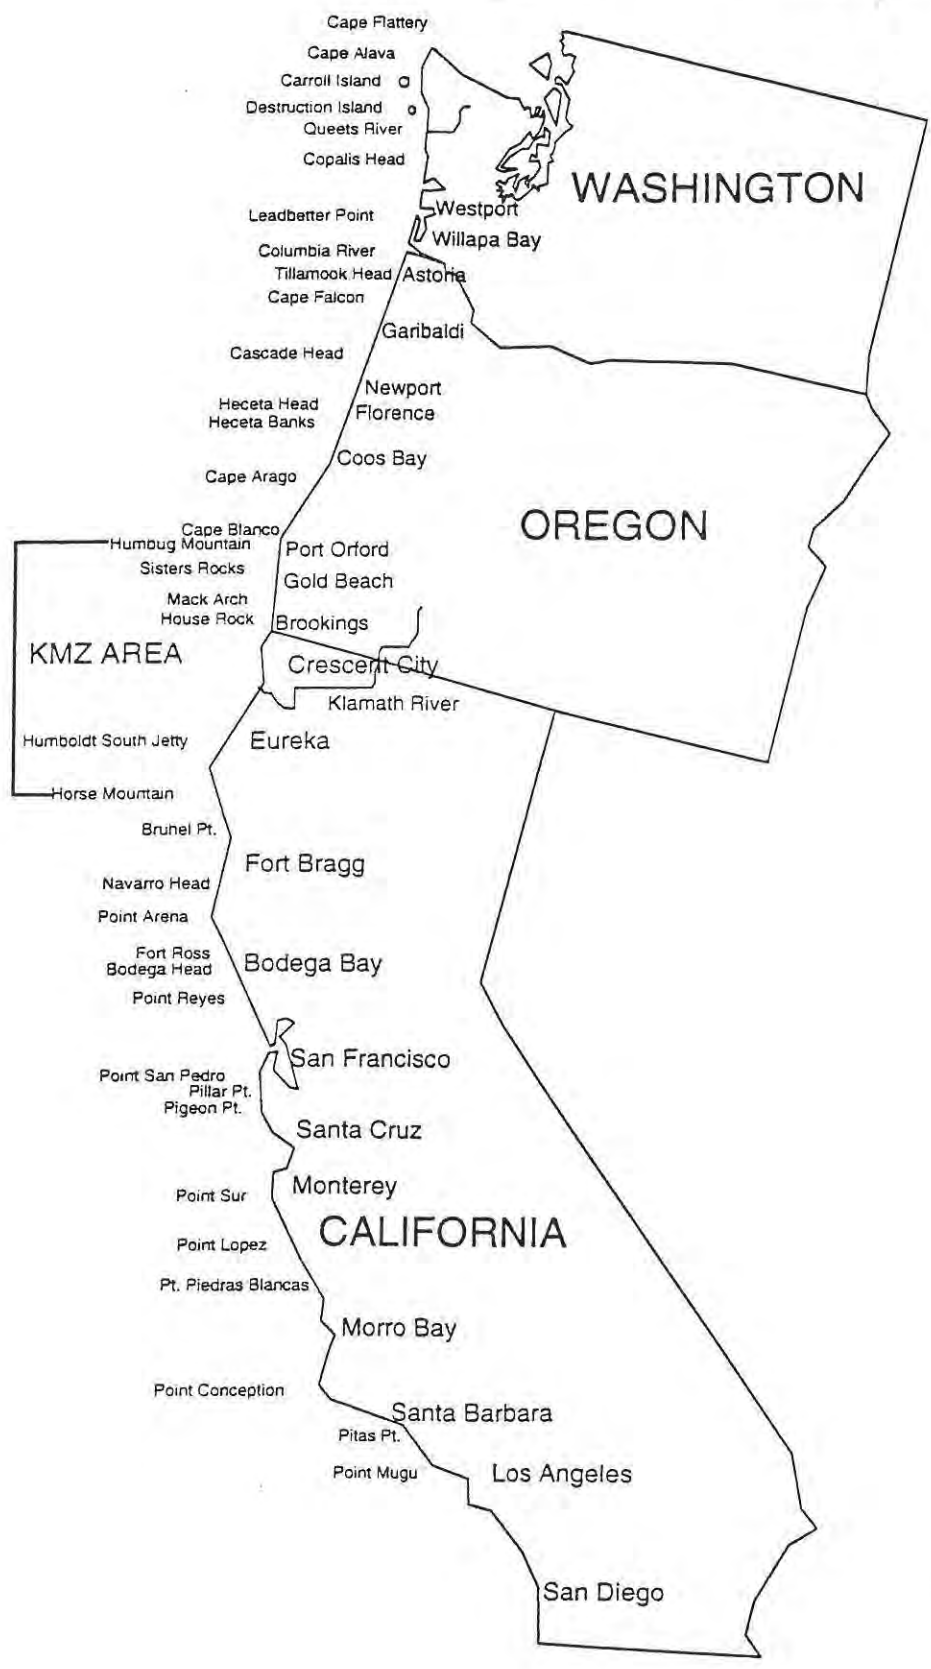 Cape Flattery
Cape Alava
Carroll Island
Destruction Island
Queets River
Copalis Head
WASHINGTON
Westport
Leadbetter Point
Willapa Bay
Columbia River
Tillamook Head
Astoria
Cape Falcon
Garibaldi
Cascade Head
Newport
Heceta Head
Florence
Heceta Banks
Coos Bay
Cape Arago
OREGON
Cape Blanco
Humbug Mountain
Port Orford
Sisters Rocks
Gold Beach
Mack Arch
House Rock
Brookings
KMZ AREA
Crescent City
Klamath River
Humboldt South Jetty
Eureka
Horse Mountain
Bruhel Pt.
Fort Bragg
Navarro Head
Point Arena
Fort Ross
Bodega Bay
Bodega Head
Point Reyes
San Francisco
Point San Pedro
Pillar Pt.
Pigeon Pt.
Santa Cruz
Monterey
Point Sur
CALIFORNIA
Point Lopez
Pt. Piedras Blancas
Morro Bay
Point Conception
Santa Barbara
Pitas Pt.
Point Mugu
Los Angeles
San Diego